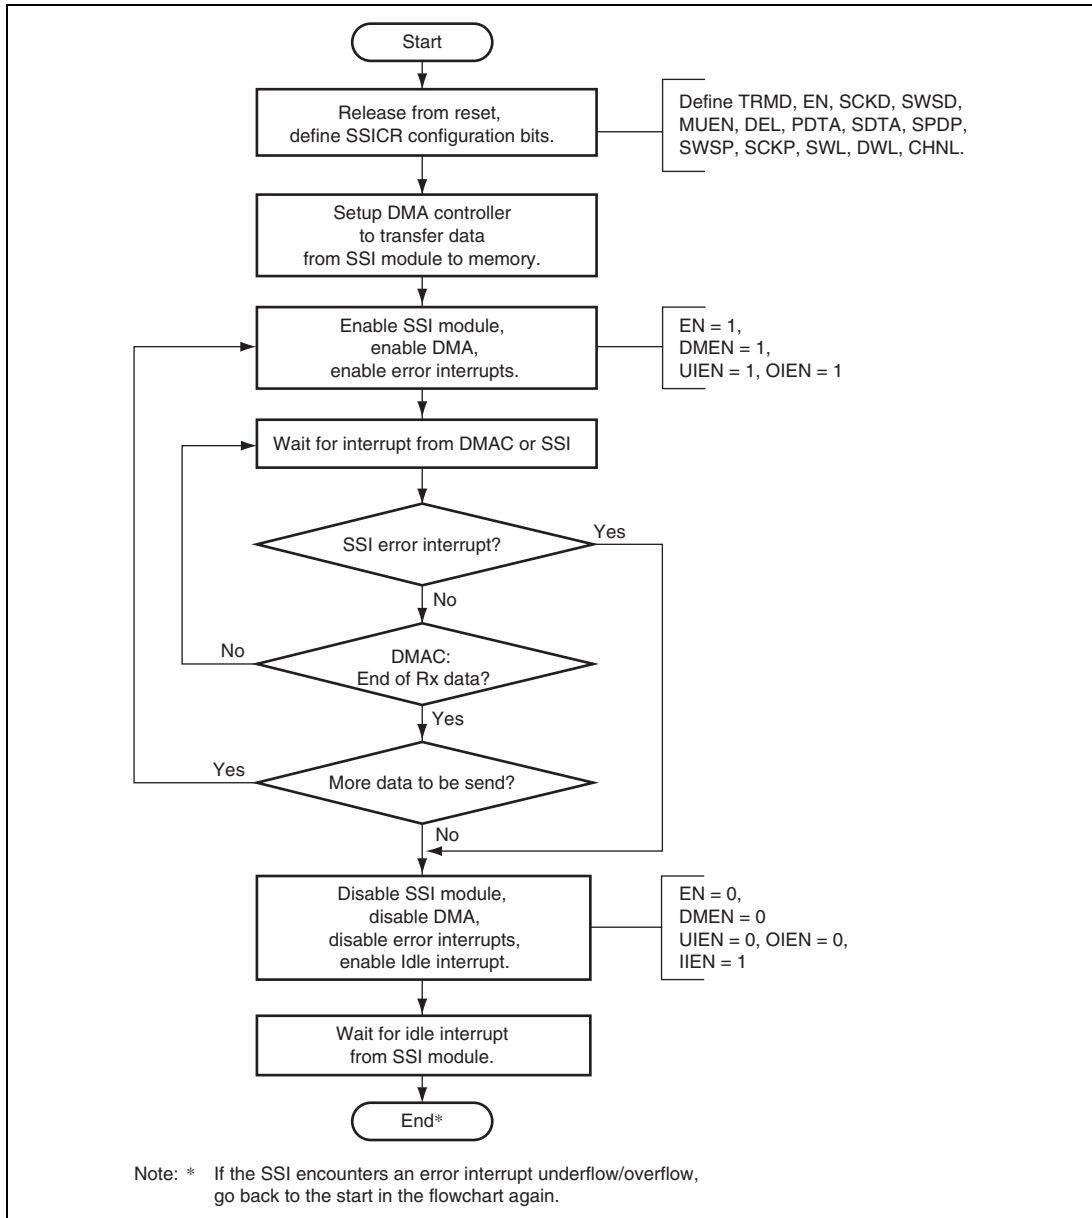 Start
Release from reset,
define SSICR configuration bits.
Define TRMD, EN, SCKD, SWSD,
MUEN, DEL, PDTA, SDTA, SPDP,
SWSP, SCKP, SWL, DWL, CHNL.
Setup DMA controller
to transfer data
from SSI module to memory.
Enable SSI module,
enable DMA,
enable error interrupts.
EN = 1,
DMEN = 1,
UIEN = 1, OIEN = 1
Wait for interrupt from DMAC or SSI
SSI error interrupt?
Yes
No
DMAC:
End of Rx data?
No
Yes
More data to be send?
Yes
No
Disable SSI module,
disable DMA,
disable error interrupts,
enable Idle interrupt.
EN = 0,
DMEN = 0
UIEN = 0, OIEN = 0,
IIEN = 1
Wait for idle interrupt
from SSI module.
End*
Note: * If the SSI encounters an error interrupt underflow/overflow,
go back to the start in the flowchart again.